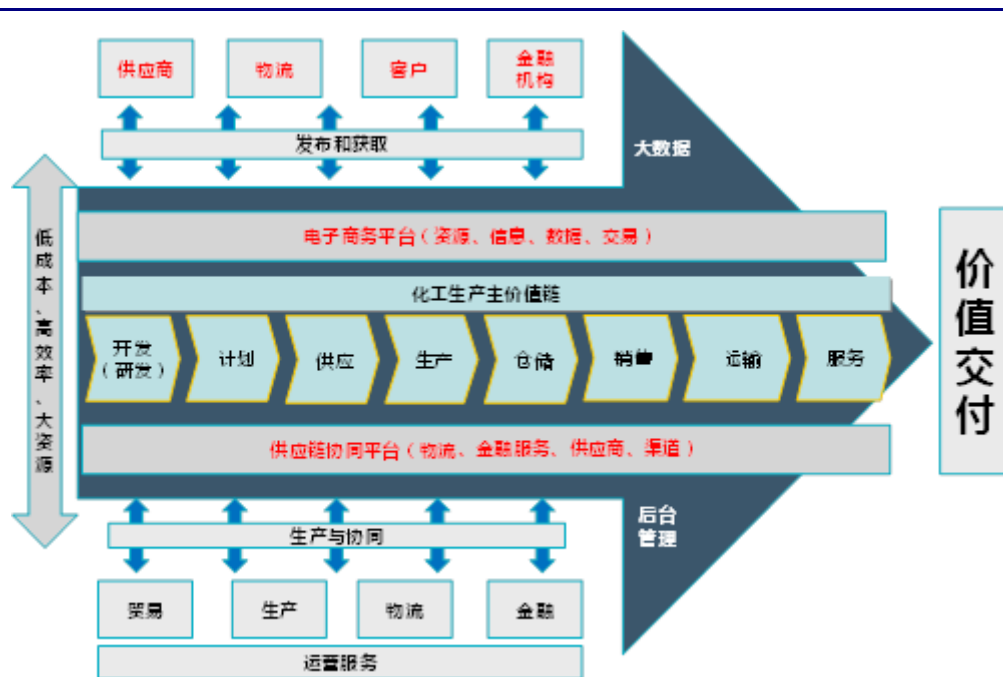 供应商
物流
客户
金融
机构
发布和获取
大数据
电子商务平台（资源、信息、数据、交易）
低成本、高效率、大资源
化工生产主价值链
开发
（研发）
计划
供应
生产
仓储
销售
运输
服务
价值交付
供应链协同平台（物流、金融服务、供应商、渠道）
后台
管理
生产与协同
贸易
生产
物流
金融
运营服务